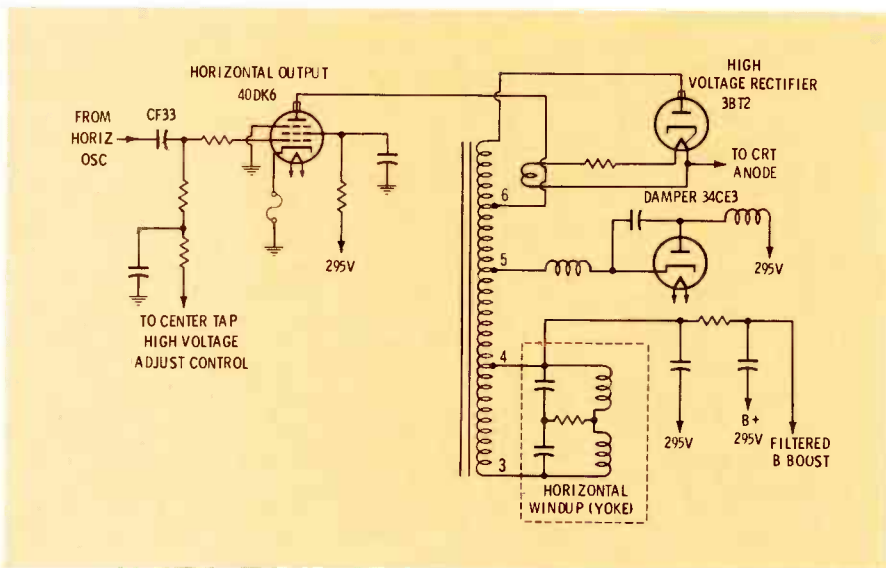 HORIZONTAL OUTPUT
40DK6
FROM
HORIZ
OSC
CF33
295V
TO CENTER TAP
HIGH VOLTAGE
ADJUST CONTROL
HIGH
VOLTAGE RECTIFIER
3BT2
TO CRT
ANODE
6
DAMPER 34CE3
5
295V
4
3
HORIZONTAL
WINDUP (YOKE)
295V
B+
295V
FILTERED
B BOOST